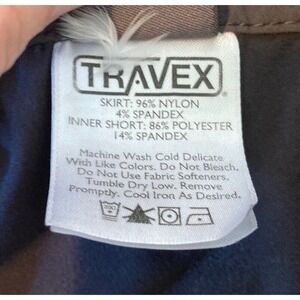 TRAVEX
SKIRT: 96% NYLON
4% SPANDEX
INNER SHORT: 86% POLYESTER
14% SPANDEX
Machine Wash Cold Delicate
With Like Colors. Do Not Bleach.
Do Not Use Fabric Softeners.
Tumble Dry Low. Remove
Promptly. Cool Iron As Desired.